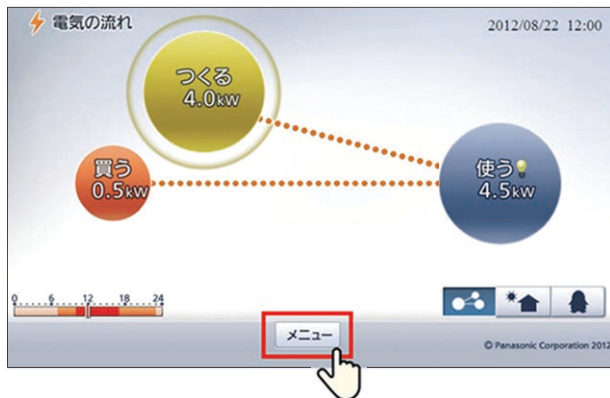 電気の流れ
2012/08/22 12:00
つくる
4.0kw
買う
0.5kw
使う
4.5kw
0 6 12 18 24
メニュー
© Panasonic Corporation 2012